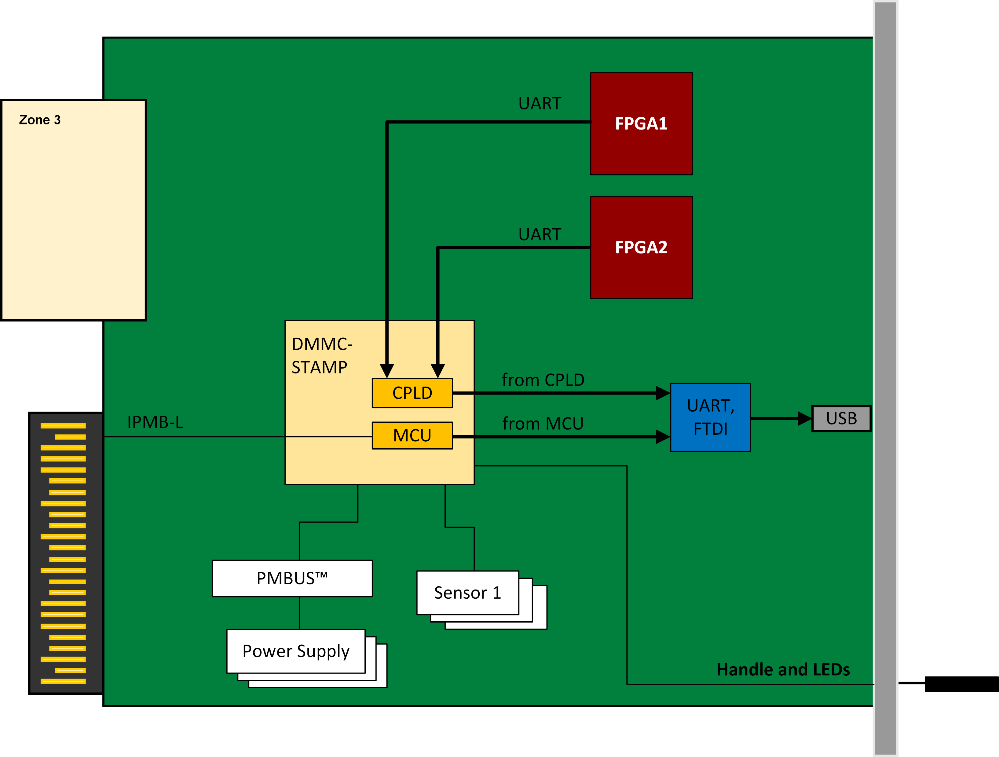 UART
Zone 3
FPGA1
UART
FPGA2
DMMC-
STAMP
CPLD
from CPLD
UART,
FTDI
USB
IPMB-L
MCU
from MCU
PMBUS™
Sensor 1
Power Supply
Handle and LEDs